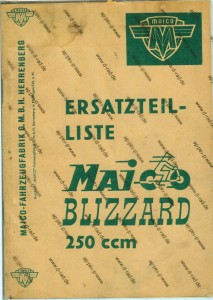 MAICO
ERSATZTEIL-
LISTE
MAICO
BLIZZARD
250 ccm
MAICO-FAHRZEUGFABRIK G.M.B.H. HERRENBERG